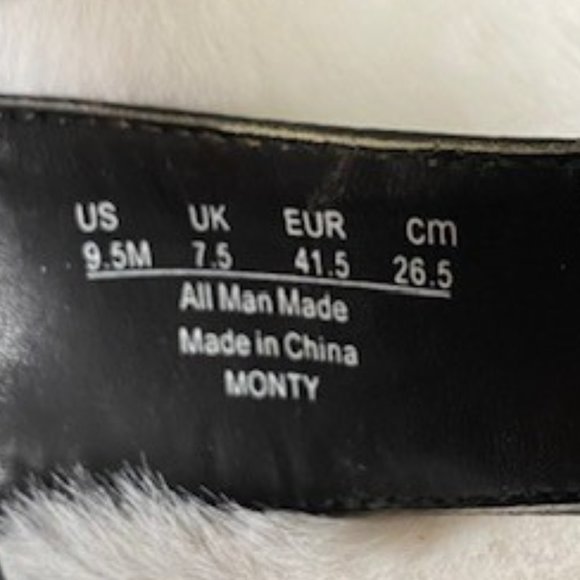 US UK EUR cm
9.5M 7.5 41.5 26.5
All Man Made
Made in China
MONTY